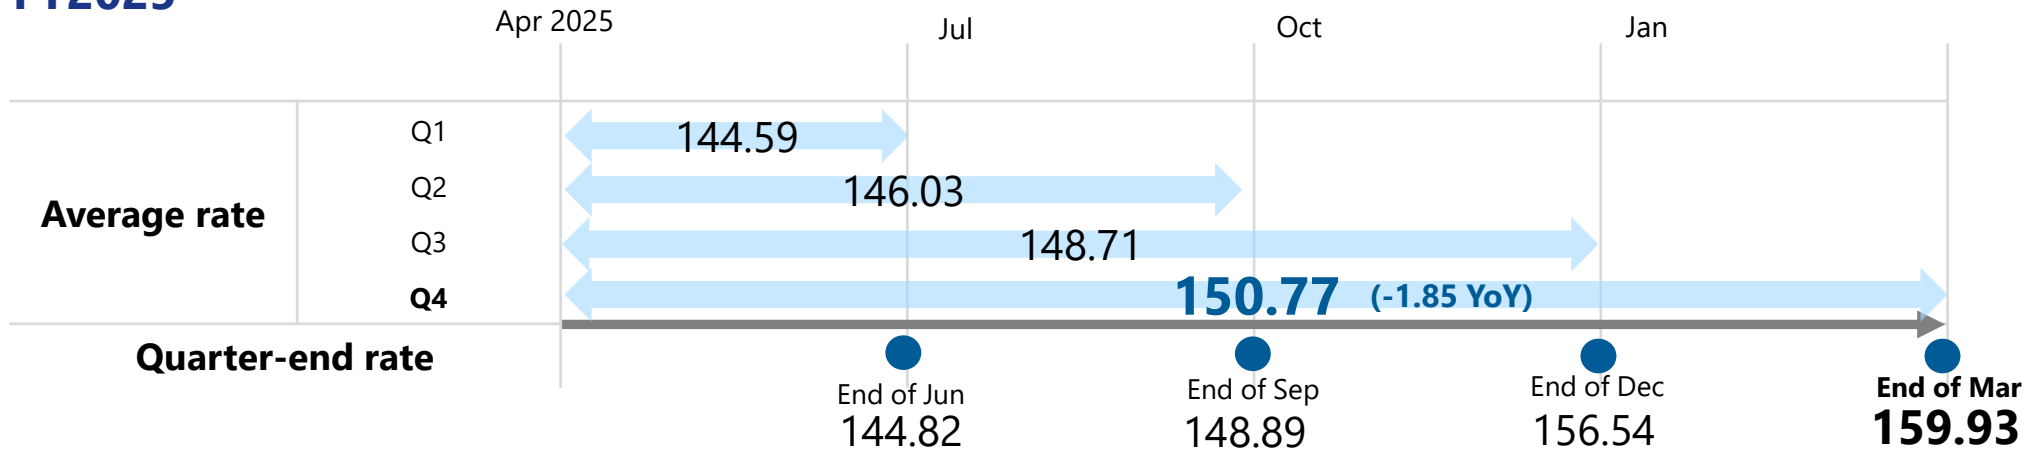 FY2025
Apr 2025
Jul
Oct
Jan
Average rate
Q1
144.59
Q2
146.03
Q3
148.71
Q4
150.77 (-1.85 YoY)
Quarter-end rate
End of Jun
144.82
End of Sep
148.89
End of Dec
156.54
End of Mar
159.93